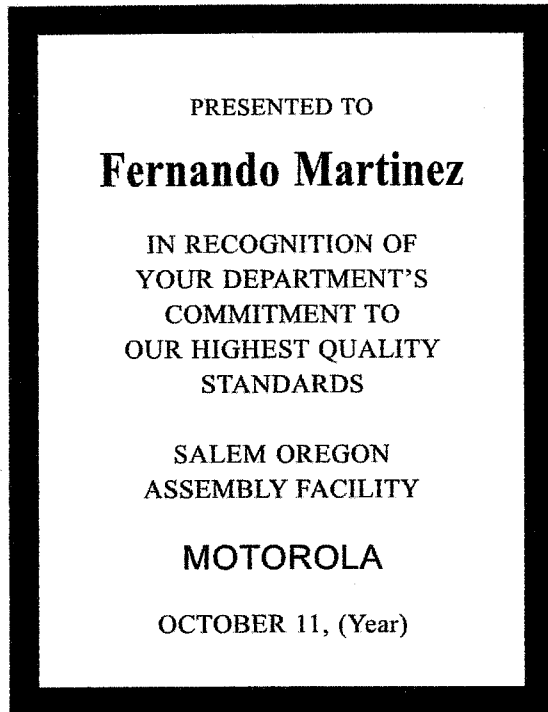 PRESENTED TO
Fernando Martinez
IN RECOGNITION OF
YOUR DEPARTMENT'S
COMMITMENT TO
OUR HIGHEST QUALITY
STANDARDS
SALEM OREGON
ASSEMBLY FACILITY
MOTOROLA
OCTOBER 11, (Year)